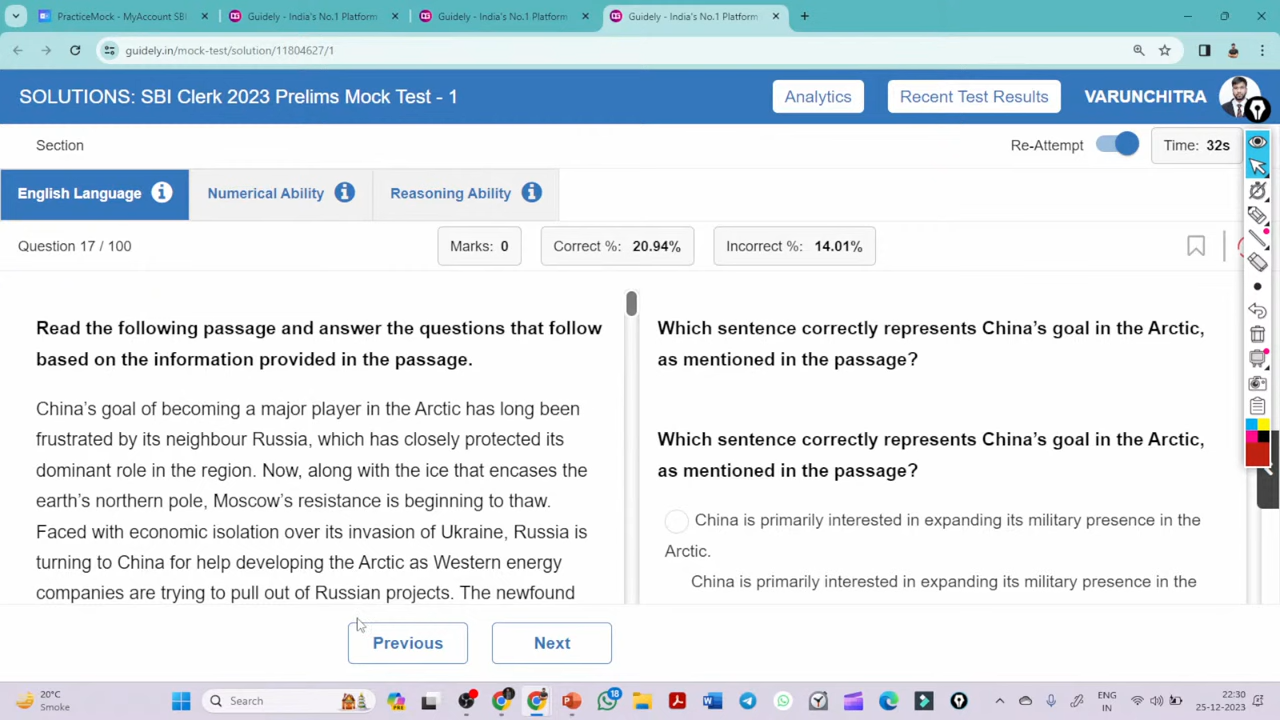 PracticeMock - MyAccount SBI
Guidely - India's No.1 Platform
Guidely - India's No.1 Platform
Guidely - India's No.1 Platform
guidely.in/mock-test/solution/11804627/1
SOLUTIONS: SBI Clerk 2023 Prelims Mock Test - 1
Analytics
Recent Test Results
VARUNCHITRA
Section
Re-Attempt
Time: 32s
English Language
Numerical Ability
Reasoning Ability
Question 17 / 100
Marks: 0
Correct %: 20.94%
Incorrect %: 14.01%
Read the following passage and answer the questions that follow
based on the information provided in the passage.
China's goal of becoming a major player in the Arctic has long been
frustrated by its neighbour Russia, which has closely protected its
dominant role in the region. Now, along with the ice that encases the
earth's northern pole, Moscow's resistance is beginning to thaw.
Faced with economic isolation over its invasion of Ukraine, Russia is
turning to China for help developing the Arctic as Western energy
companies are trying to pull out of Russian projects. The newfound
Which sentence correctly represents China's goal in the Arctic,
as mentioned in the passage?
Which sentence correctly represents China's goal in the Arctic,
as mentioned in the passage?
China is primarily interested in expanding its military presence in the
Arctic.
China is primarily interested in expanding its military presence in the
Previous
Next
20°C
Smoke
Search
18
ENG
IN
22:30
25-12-2023